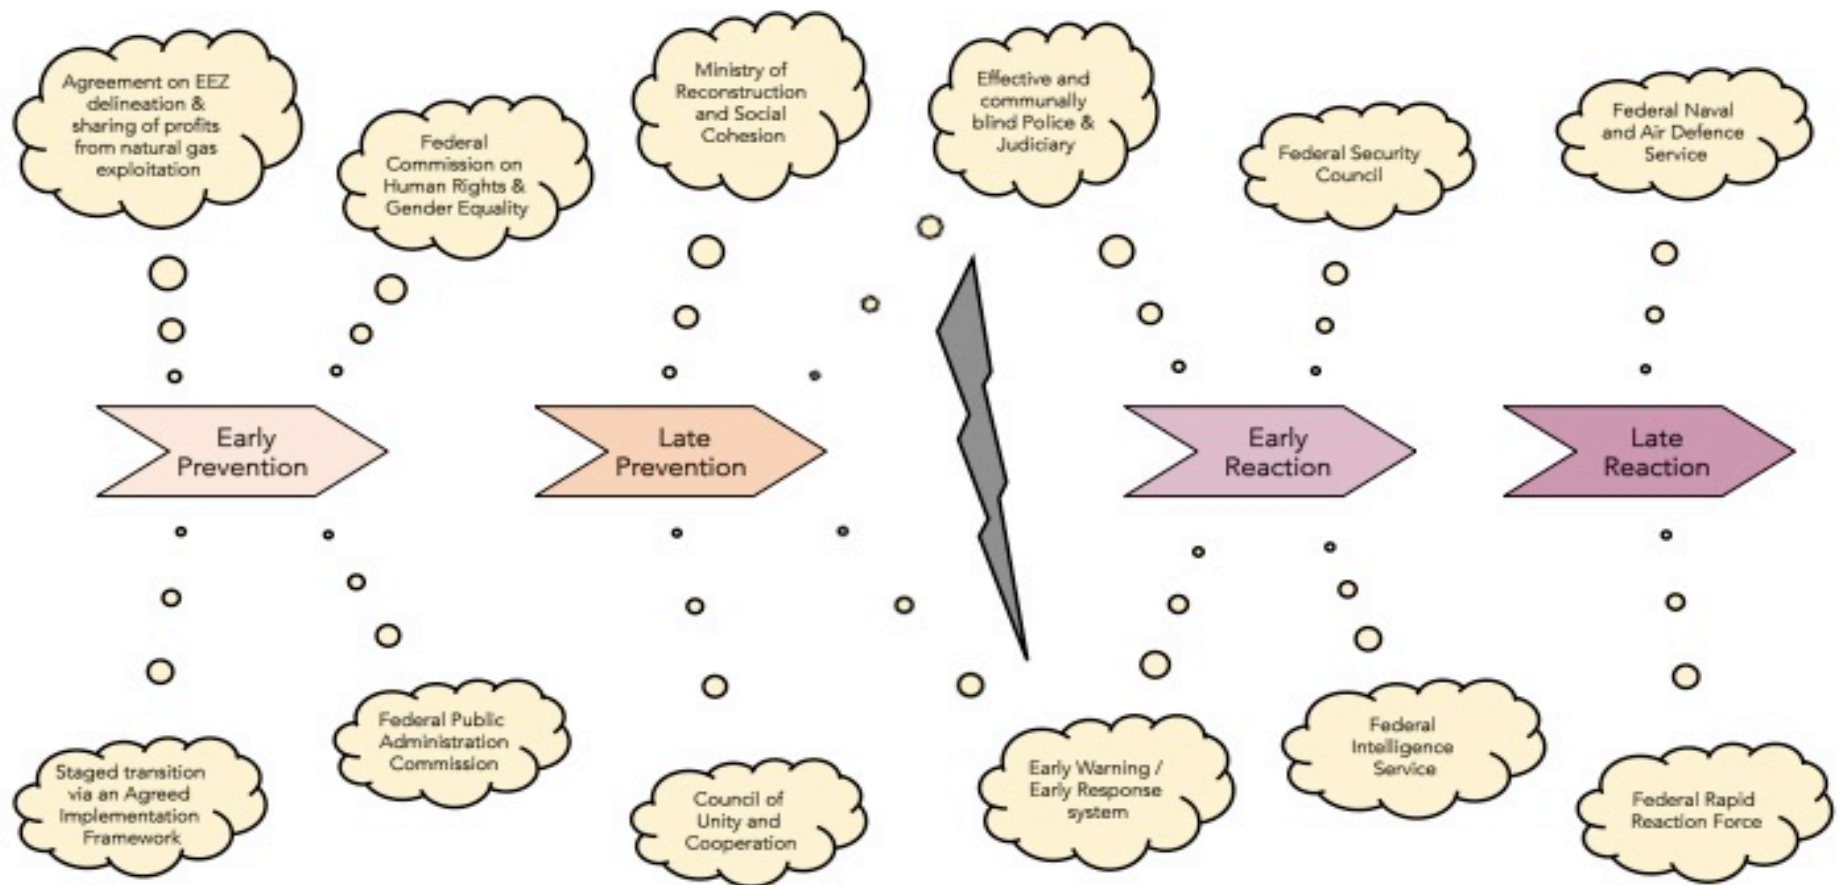 Agreement on EEZ
delineation &
sharing of profits
from natural gas
exploitation
Federal
Commission on
Human Rights &
Gender Equality
Ministry of
Reconstruction
and Social
Cohesion
Effective and
communally
blind Police &
Judiciary
Federal Security
Council
Federal Naval
and Air Defence
Service
Early
Prevention
Late
Prevention
Early
Reaction
Late
Reaction
Staged transition
via an Agreed
Implementation
Framework
Federal Public
Administration
Commission
Council of
Unity and
Cooperation
Early Warning /
Early Response
system
Federal
Intelligence
Service
Federal Rapid
Reaction Force